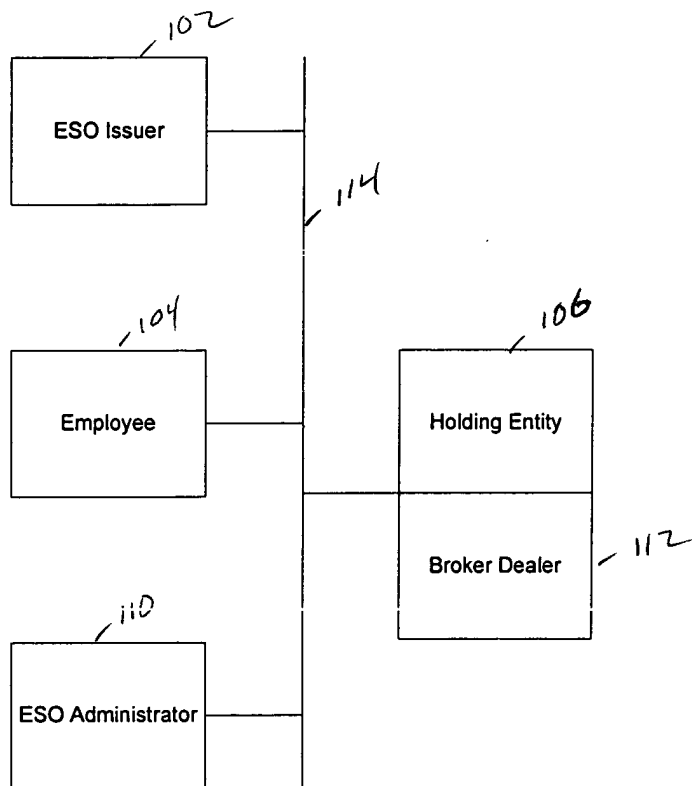 102
ESO Issuer
114
104
Employee
106
Holding Entity
Broker Dealer
112
110
ESO Administrator